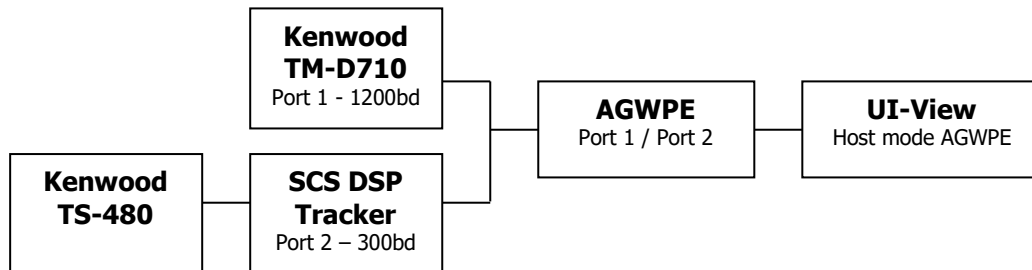 Kenwood
TM-D710
Port 1 - 1200bd
AGWPE
Port 1 / Port 2
UI-View
Host mode AGWPE
Kenwood
TS-480
SCS DSP
Tracker
Port 2 – 300bd